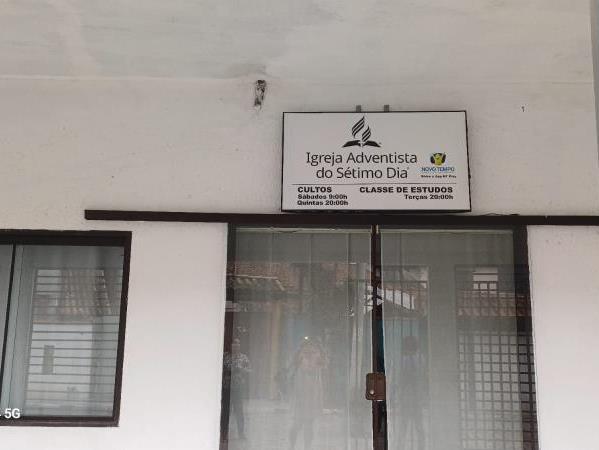 Igreja Adventista
do Sétimo Dia
NOVO TEMPO
CULTOS
Sábados 9:00h
Quintas 20:00h
CLASSE DE ESTUDOS
Terças 20:00h
5G